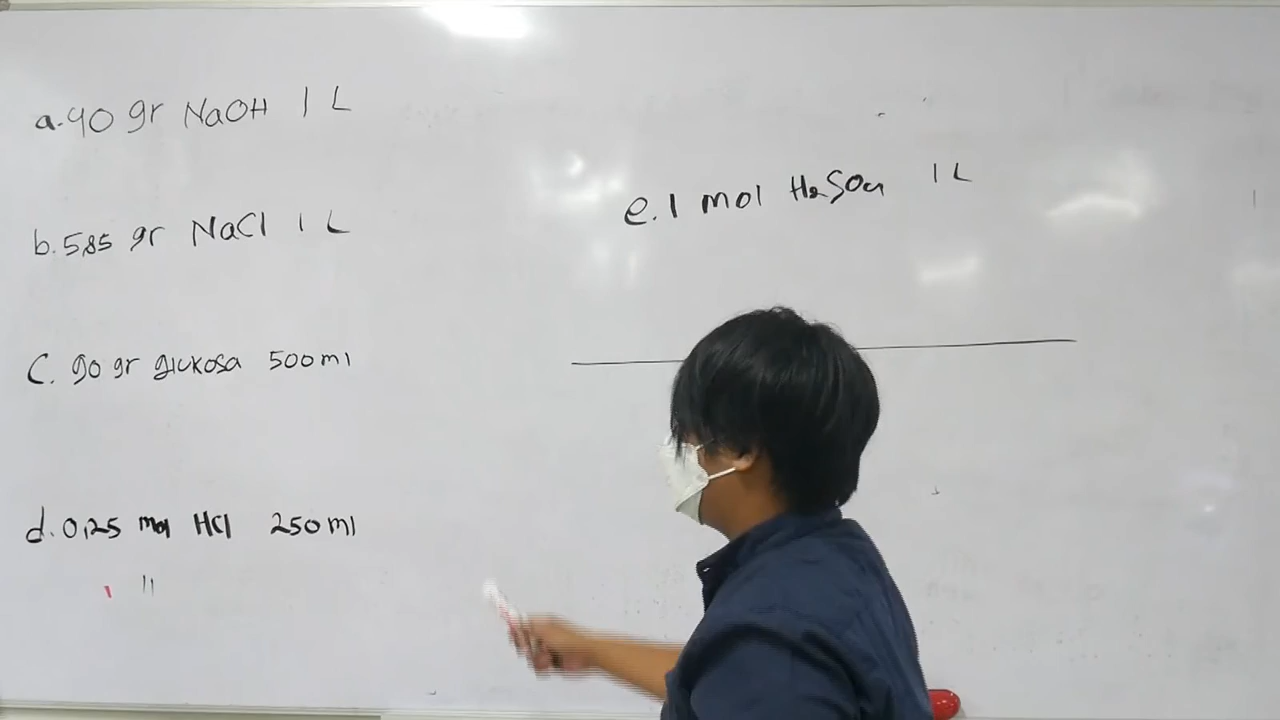 a. 40 gr NaOH 1 L
b. 5,85 gr NaCl 1 L
C. 90 gr glukosa 500 ml
d. 0,25 mol HCl 250 ml
e. 1 mol H₂SO₄ 1 L